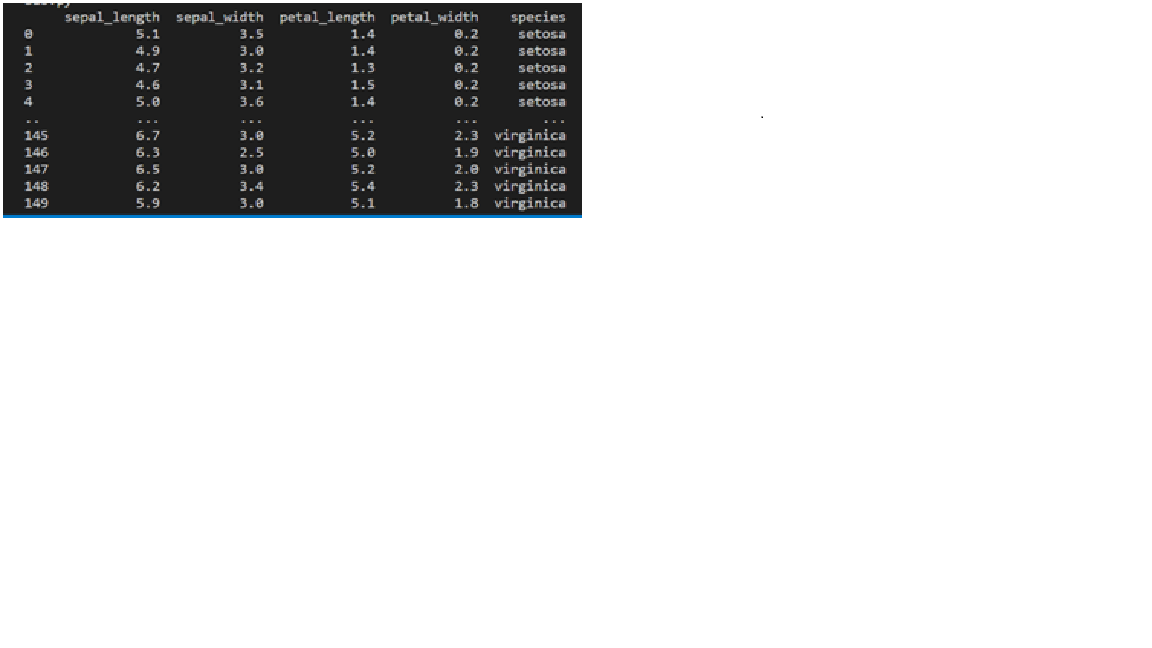 sepal_length sepal_width petal_length petal_width species
0 5.1 3.5 1.4 0.2 setosa
1 4.9 3.0 1.4 0.2 setosa
2 4.7 3.2 1.3 0.2 setosa
3 4.6 3.1 1.5 0.2 setosa
4 5.0 3.6 1.4 0.2 setosa
.. ... ... ... ... ...
145 6.7 3.0 5.2 2.3 virginica
146 6.3 2.5 5.0 1.9 virginica
147 6.5 3.0 5.2 2.0 virginica
148 6.2 3.4 5.4 2.3 virginica
149 5.9 3.0 5.1 1.8 virginica